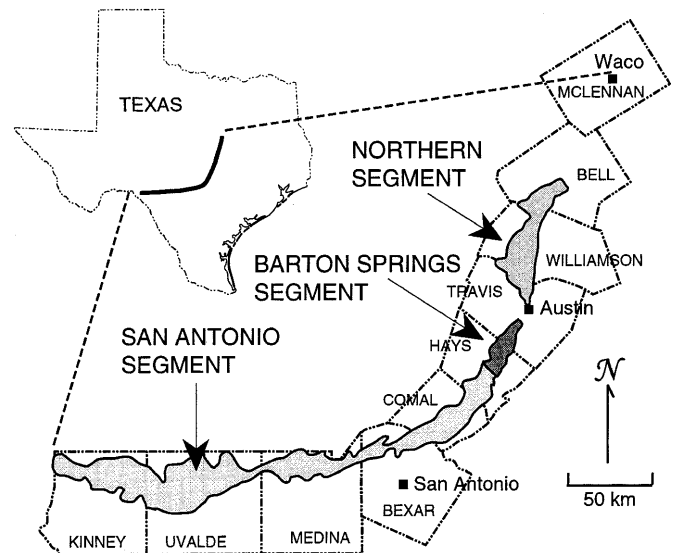 TEXAS
Waco
MCLENNAN
NORTHERN
SEGMENT
BELL
WILLIAMSON
BARTON SPRINGS
SEGMENT
TRAVIS
Austin
SAN ANTONIO
SEGMENT
HAYS
COMAL
N
San Antonio
BEXAR
50 km
KINNEY
UVALDE
MEDINA